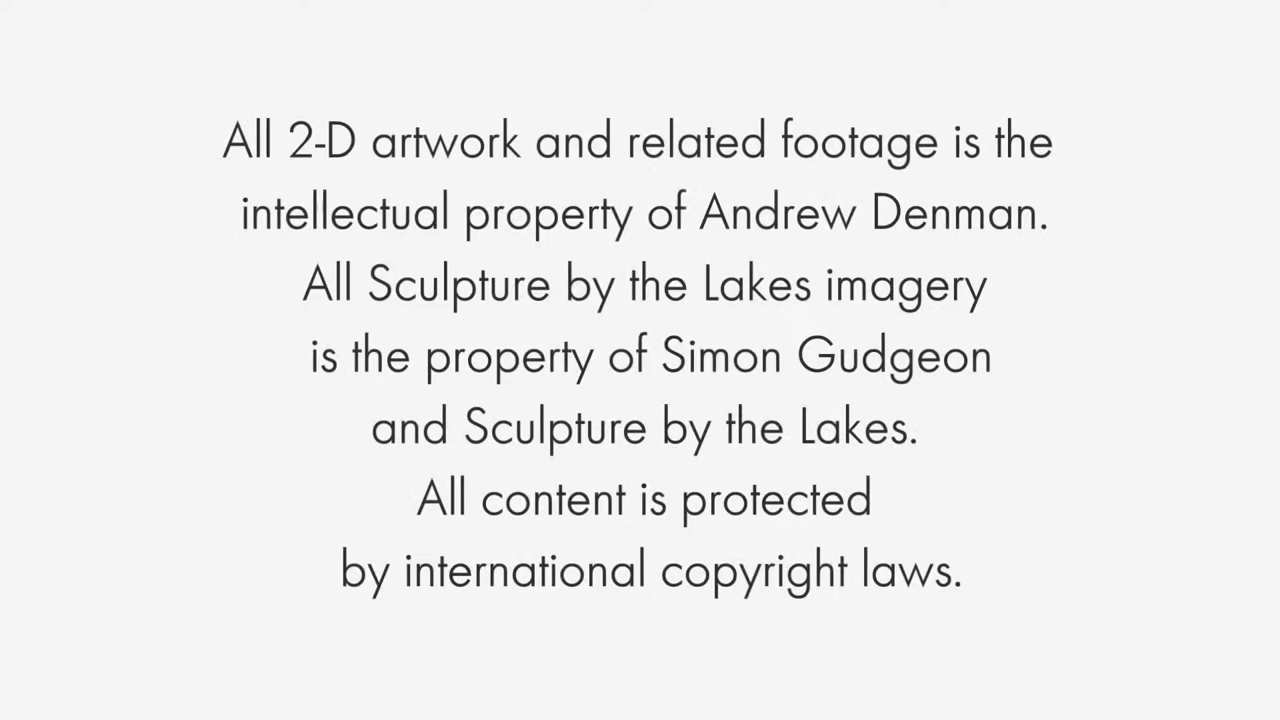 All 2-D artwork and related footage is the
intellectual property of Andrew Denman.
All Sculpture by the Lakes imagery
is the property of Simon Gudgeon
and Sculpture by the Lakes.
All content is protected
by international copyright laws.